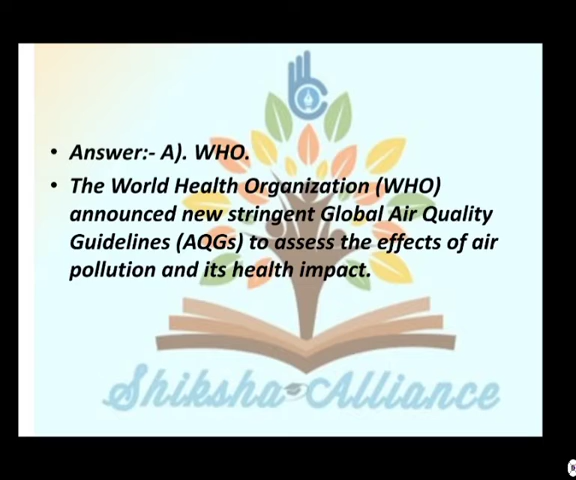 • Answer:- A). WHO.
• The World Health Organization (WHO)
announced new stringent Global Air Quality
Guidelines (AQGs) to assess the effects of air
pollution and its health impact.
Shiksha Alliance